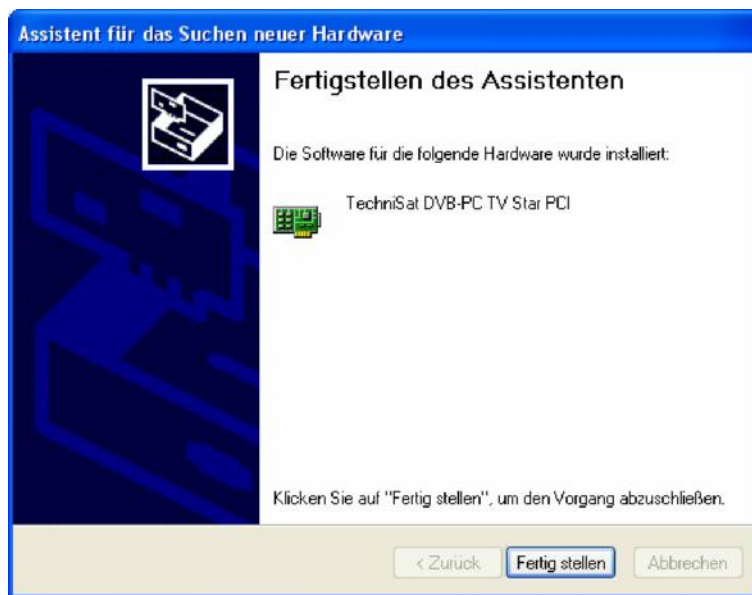 Assistent für das Suchen neuer Hardware
Fertigstellen des Assistenten
Die Software für die folgende Hardware wurde installiert:
TechniSat DVB-PC TV Star PCI
Klicken Sie auf "Fertig stellen", um den Vorgang abzuschließen.
< Zurück Fertig stellen Abbrechen